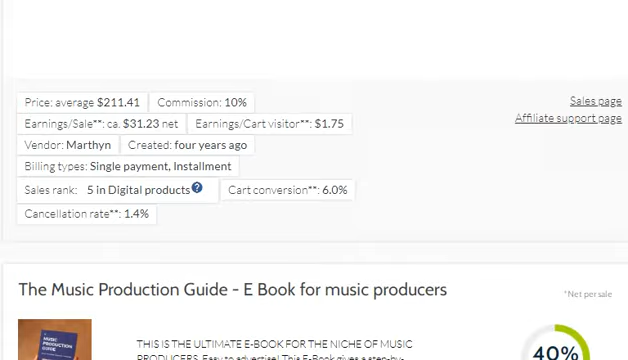 Price: average $211.41 Commission: 10% Sales page
Earnings/Sale**: ca. $31.23 net Earnings/Cart visitor**: $1.75 Affiliate support page
Vendor: Marthyn Created: four years ago
Billing types: Single payment, Installment
Sales rank: 5 in Digital products ? Cart conversion**: 6.0%
Cancellation rate**: 1.4%
The Music Production Guide - E Book for music producers
*Net per sale
MUSIC
PRODUCTION
GUIDE
THIS IS THE ULTIMATE E-BOOK FOR THE NICHE OF MUSIC
PRODUCERS. Easy to advertise! This E-Book gives a step-by-
40%